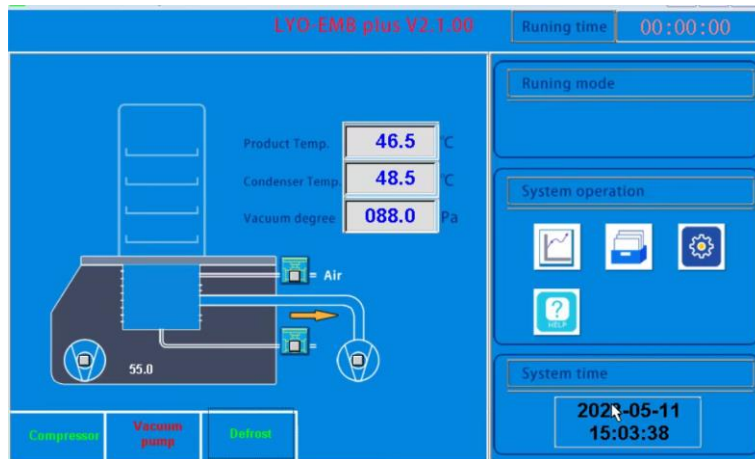 LYO-EMB plus V2.1.00
Runing time
00:00:00
Product Temp. 46.5 °C
Condenser Temp. 48.5 °C
Vacuum degree 088.0 Pa
Air
55.0
Compressor
Vacuum
pump
Defrost
Runing mode
System operation
?
HELP
System time
-05-11
15:03:38